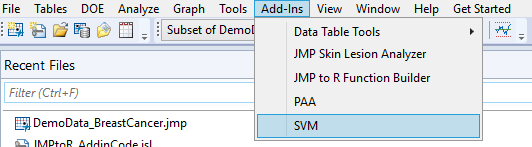 File Tables DOE Analyze Graph Tools Add-Ins View Window Help Get Started
Subset of DemoD
Data Table Tools
JMP Skin Lesion Analyzer
JMP to R Function Builder
PAA
SVM
Recent Files
Filter (Ctrl+F)
DemoData_BreastCancer.jmp
JMPtoR_AddinCode.jsl